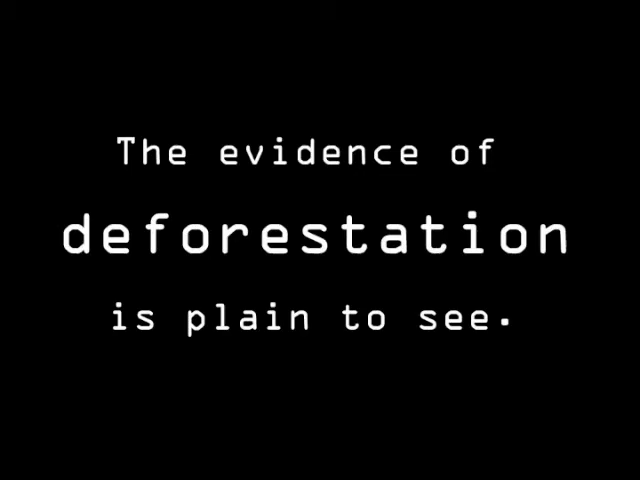 The evidence of
deforestation
is plain to see.